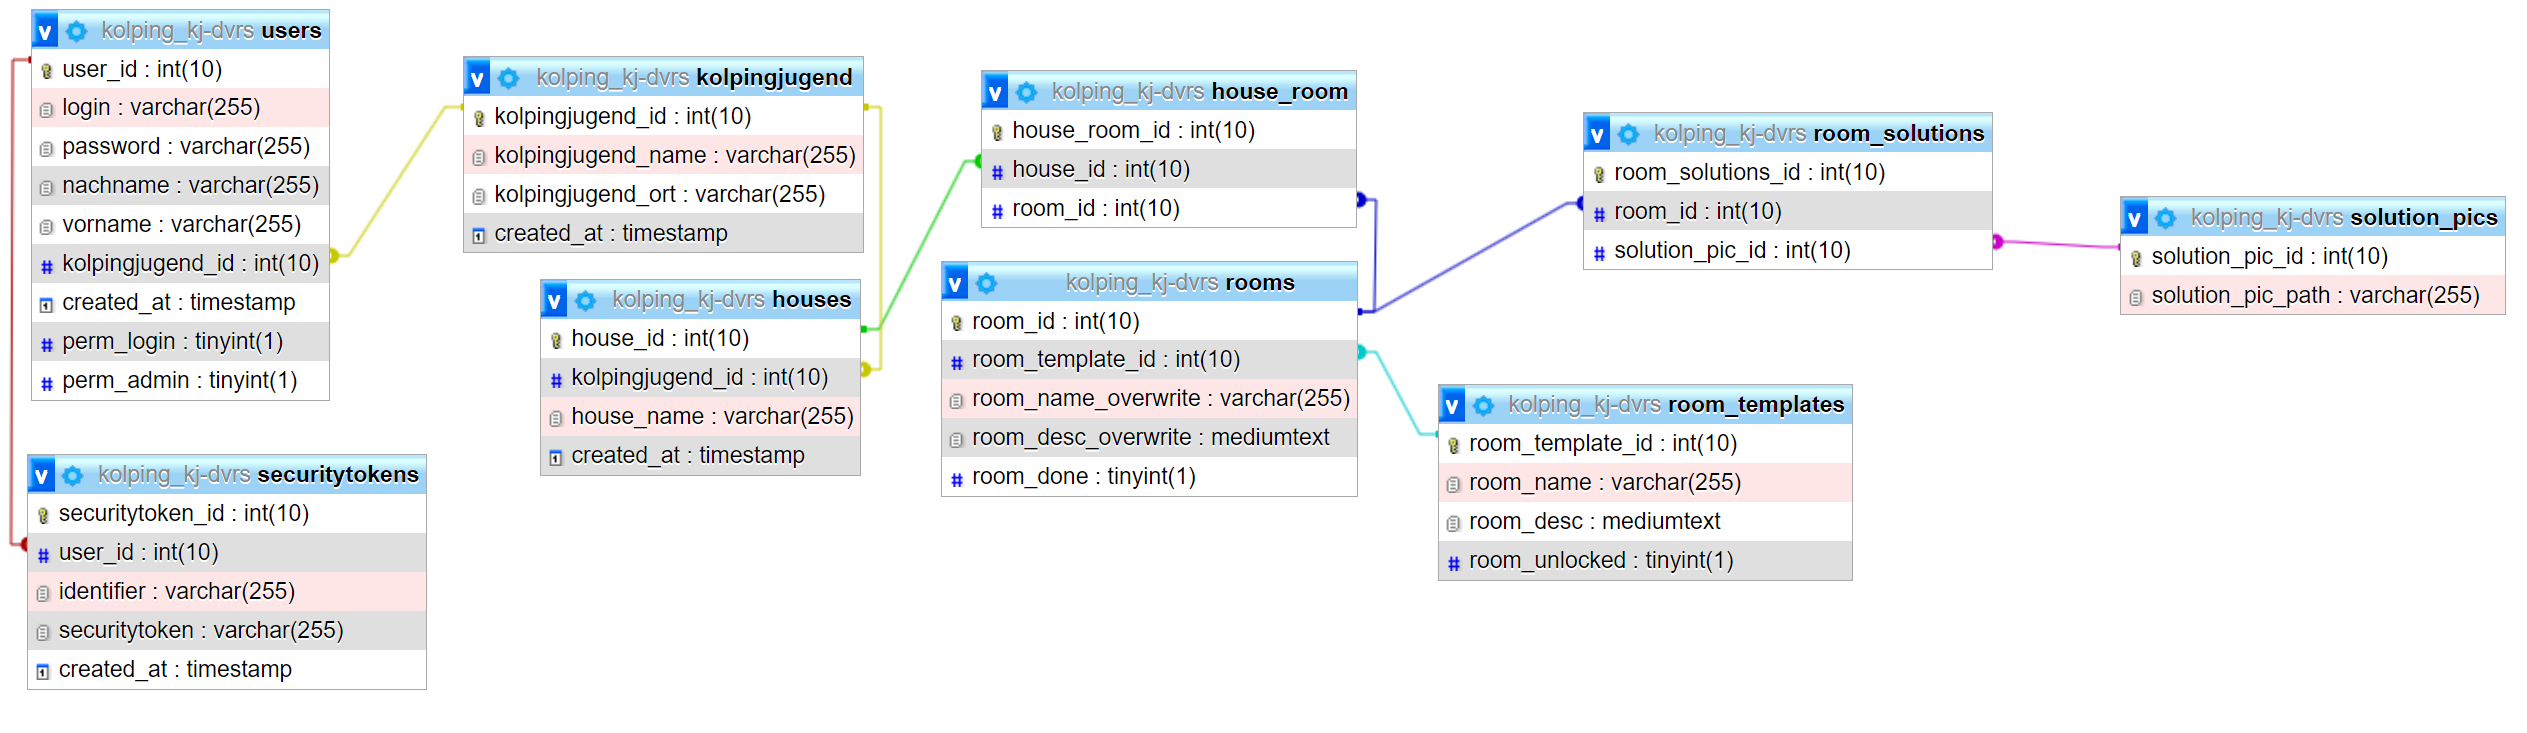 v kolping_kj-dvrs users
user_id : int(10)
login : varchar(255)
password : varchar(255)
nachname : varchar(255)
vorname : varchar(255)
# kolpingjugend_id : int(10)
created_at : timestamp
# perm_login : tinyint(1)
# perm_admin : tinyint(1)
v kolping_kj-dvrs securitytokens
securitytoken_id : int(10)
# user_id : int(10)
identifier : varchar(255)
securitytoken : varchar(255)
created_at : timestamp
v kolping_kj-dvrs kolpingjugend
kolpingjugend_id : int(10)
kolpingjugend_name : varchar(255)
kolpingjugend_ort : varchar(255)
created_at : timestamp
v kolping_kj-dvrs houses
house_id : int(10)
# kolpingjugend_id : int(10)
house_name : varchar(255)
created_at : timestamp
v kolping_kj-dvrs house_room
house_room_id : int(10)
# house_id : int(10)
# room_id : int(10)
v kolping_kj-dvrs rooms
room_id : int(10)
# room_template_id : int(10)
room_name_overwrite : varchar(255)
room_desc_overwrite : mediumtext
# room_done : tinyint(1)
v kolping_kj-dvrs room_solutions
room_solutions_id : int(10)
# room_id : int(10)
# solution_pic_id : int(10)
v kolping_kj-dvrs room_templates
room_template_id : int(10)
room_name : varchar(255)
room_desc : mediumtext
# room_unlocked : tinyint(1)
v kolping_kj-dvrs solution_pics
solution_pic_id : int(10)
solution_pic_path : varchar(255)